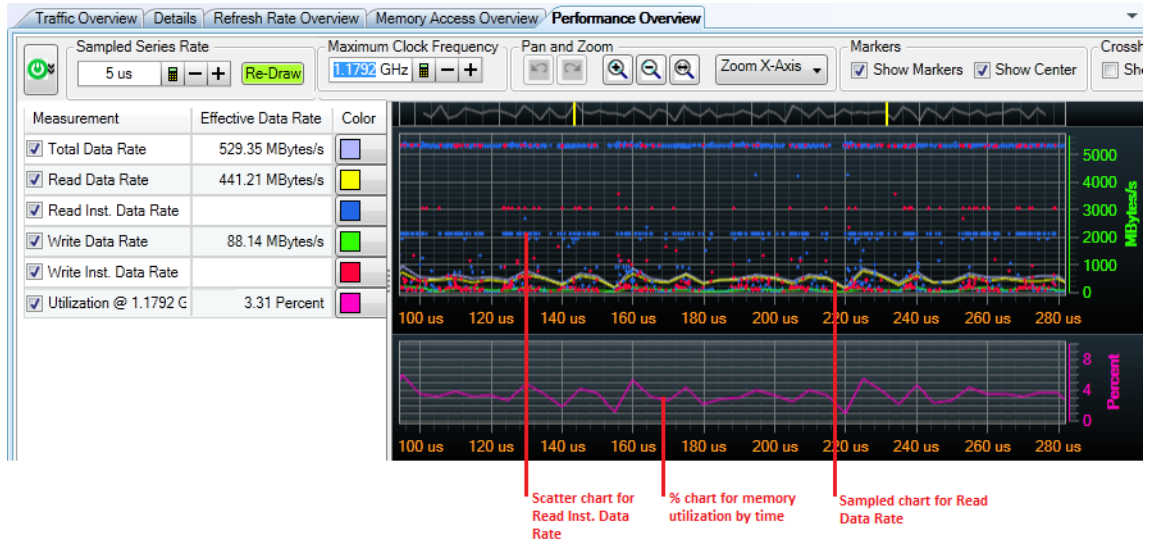 Traffic Overview Details Refresh Rate Overview Memory Access Overview Performance Overview
Sampled Series Rate Maximum Clock Frequency Pan and Zoom Markers Crossh
5 us Re-Draw 1.1792 GHz Zoom X-Axis Show Markers Show Center Sh
Measurement Effective Data Rate Color
Total Data Rate 529.35 MBytes/s
Read Data Rate 441.21 MBytes/s
Read Inst. Data Rate
Write Data Rate 88.14 MBytes/s
Write Inst. Data Rate
Utilization @ 1.1792 G 3.31 Percent
5000
4000
3000
2000
1000
0
MBytes/s
100 us 120 us 140 us 160 us 180 us 200 us 220 us 240 us 260 us 280 us
8
4
0
Percent
100 us 120 us 140 us 160 us 180 us 200 us 220 us 240 us 260 us 280 us
Scatter chart for
Read Inst. Data
Rate
% chart for memory
utilization by time
Sampled chart for Read
Data Rate